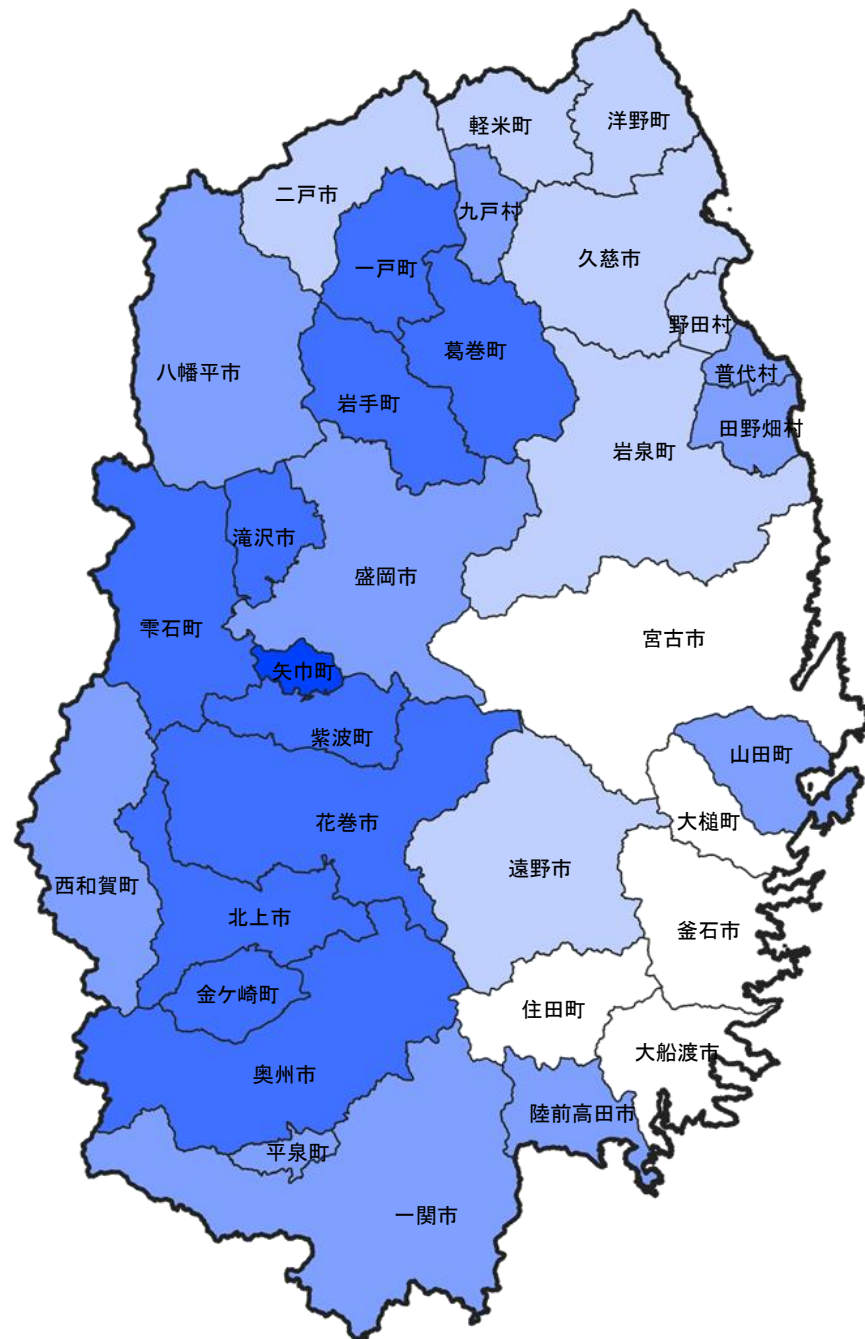 洋野町
軽米町
二戸市
九戸村
久慈市
一戸町
野田村
葛巻町
八幡平市
普代村
岩手町
田野畑村
岩泉町
滝沢市
盛岡市
雫石町
宮古市
矢巾町
紫波町
山田町
花巻市
大槌町
遠野市
西和賀町
北上市
釜石市
金ケ崎町
住田町
大船渡市
奥州市
陸前高田市
平泉町
一関市